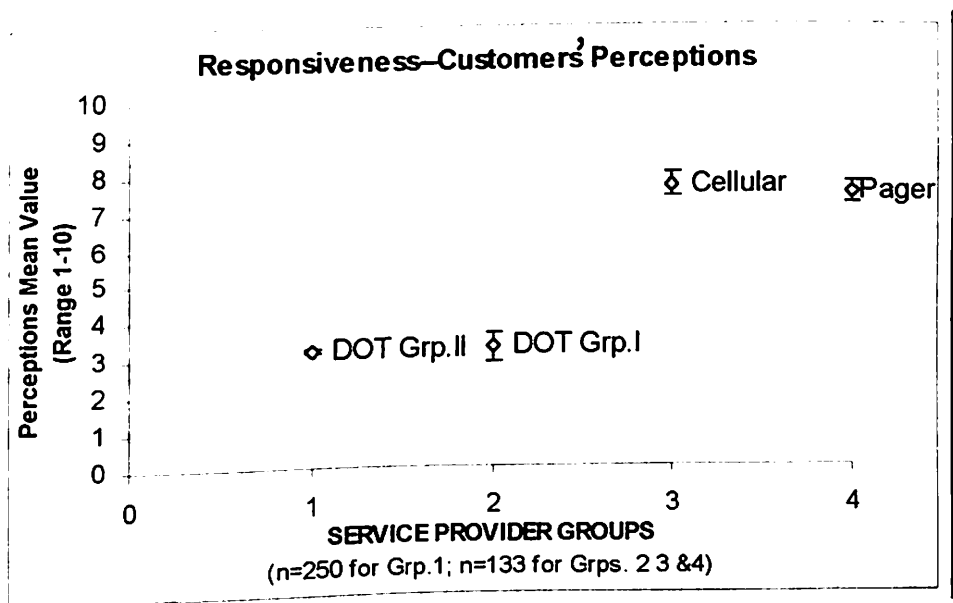 Responsiveness–Customers' Perceptions
Perceptions Mean Value
(Range 1-10)
10
9
8
7
6
5
4
3
2
1
0
Cellular
Pager
DOT Grp.II
DOT Grp.I
0
1
2
3
4
SERVICE PROVIDER GROUPS
(n=250 for Grp.1; n=133 for Grps. 2 3 &4)